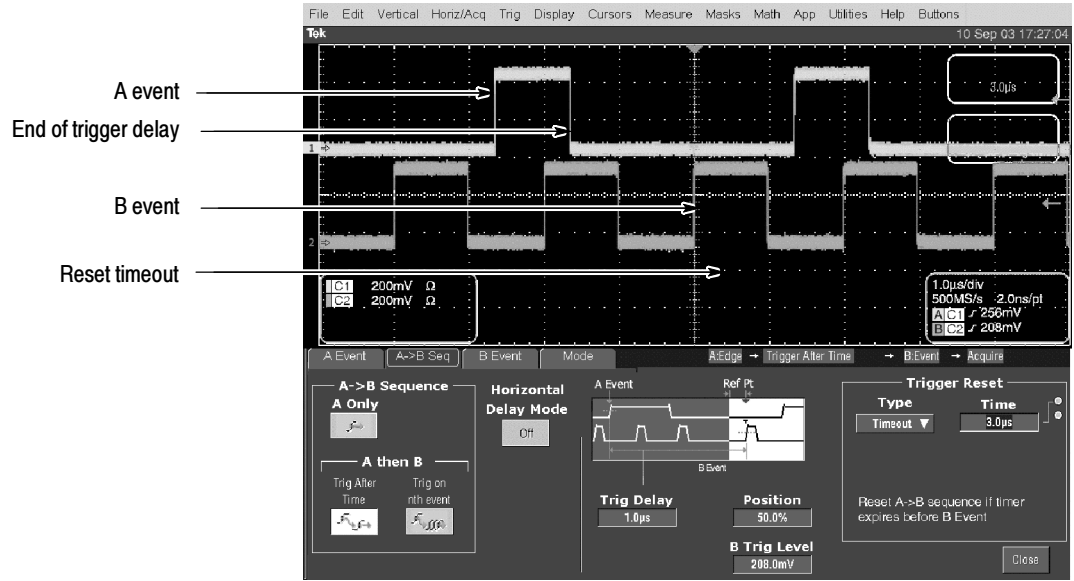 File Edit Vertical Horiz/Acq Trig Display Cursors Measure Masks Math App Utilities Help Buttons
Tek
10 Sep 03 17:27:04
A event
End of trigger delay
B event
Reset timeout
3.0µs
1
2
C1 200mV Ω
C2 200mV Ω
1.0µs/div
500MS/s 2.0ns/pt
A C1 256mV
B C2 208mV
A Event A->B Seq B Event Mode
A:Edge → Trigger After Time → B:Event → Acquire
A->B Sequence
A Only
A then B
Trig After Time
Trig on nth event
Horizontal Delay Mode
Off
A Event
Ref Pt
B Event
Trig Delay
1.0µs
Position
50.0%
B Trig Level
208.0mV
Trigger Reset
Type
Timeout ▼
Time
3.0µs
Reset A->B sequence if timer
expires before B Event
Close